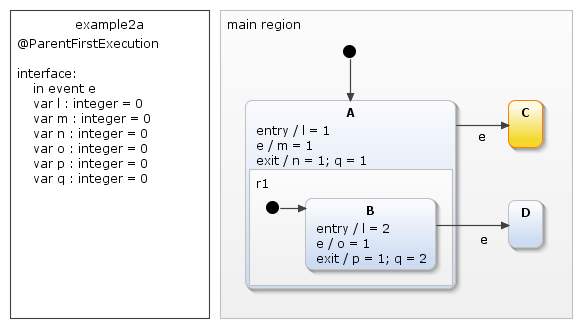 example2a
@ParentFirstExecution
interface:
in event e
var l : integer = 0
var m : integer = 0
var n : integer = 0
var o : integer = 0
var p : integer = 0
var q : integer = 0
main region
A
entry / l = 1
e / m = 1
exit / n = 1; q = 1
r1
B
entry / l = 2
e / o = 1
exit / p = 1; q = 2
e
C
e
D